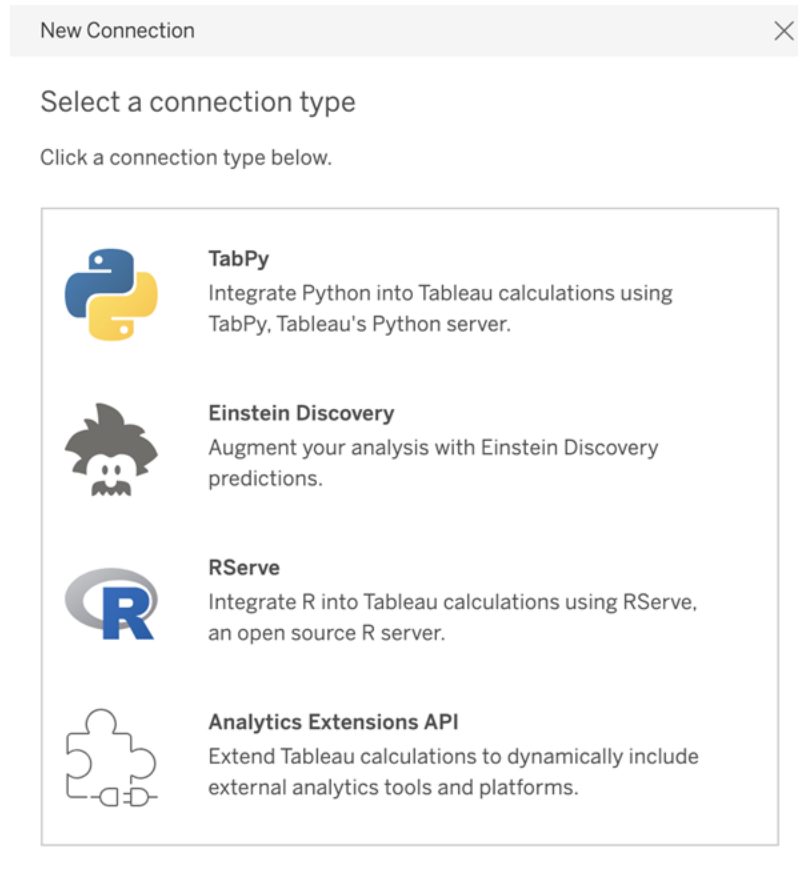 New Connection
Select a connection type
Click a connection type below.
TabPy
Integrate Python into Tableau calculations using
TabPy, Tableau's Python server.
Einstein Discovery
Augment your analysis with Einstein Discovery
predictions.
R
RServe
Integrate R into Tableau calculations using RServe,
an open source R server.
Analytics Extensions API
Extend Tableau calculations to dynamically include
external analytics tools and platforms.